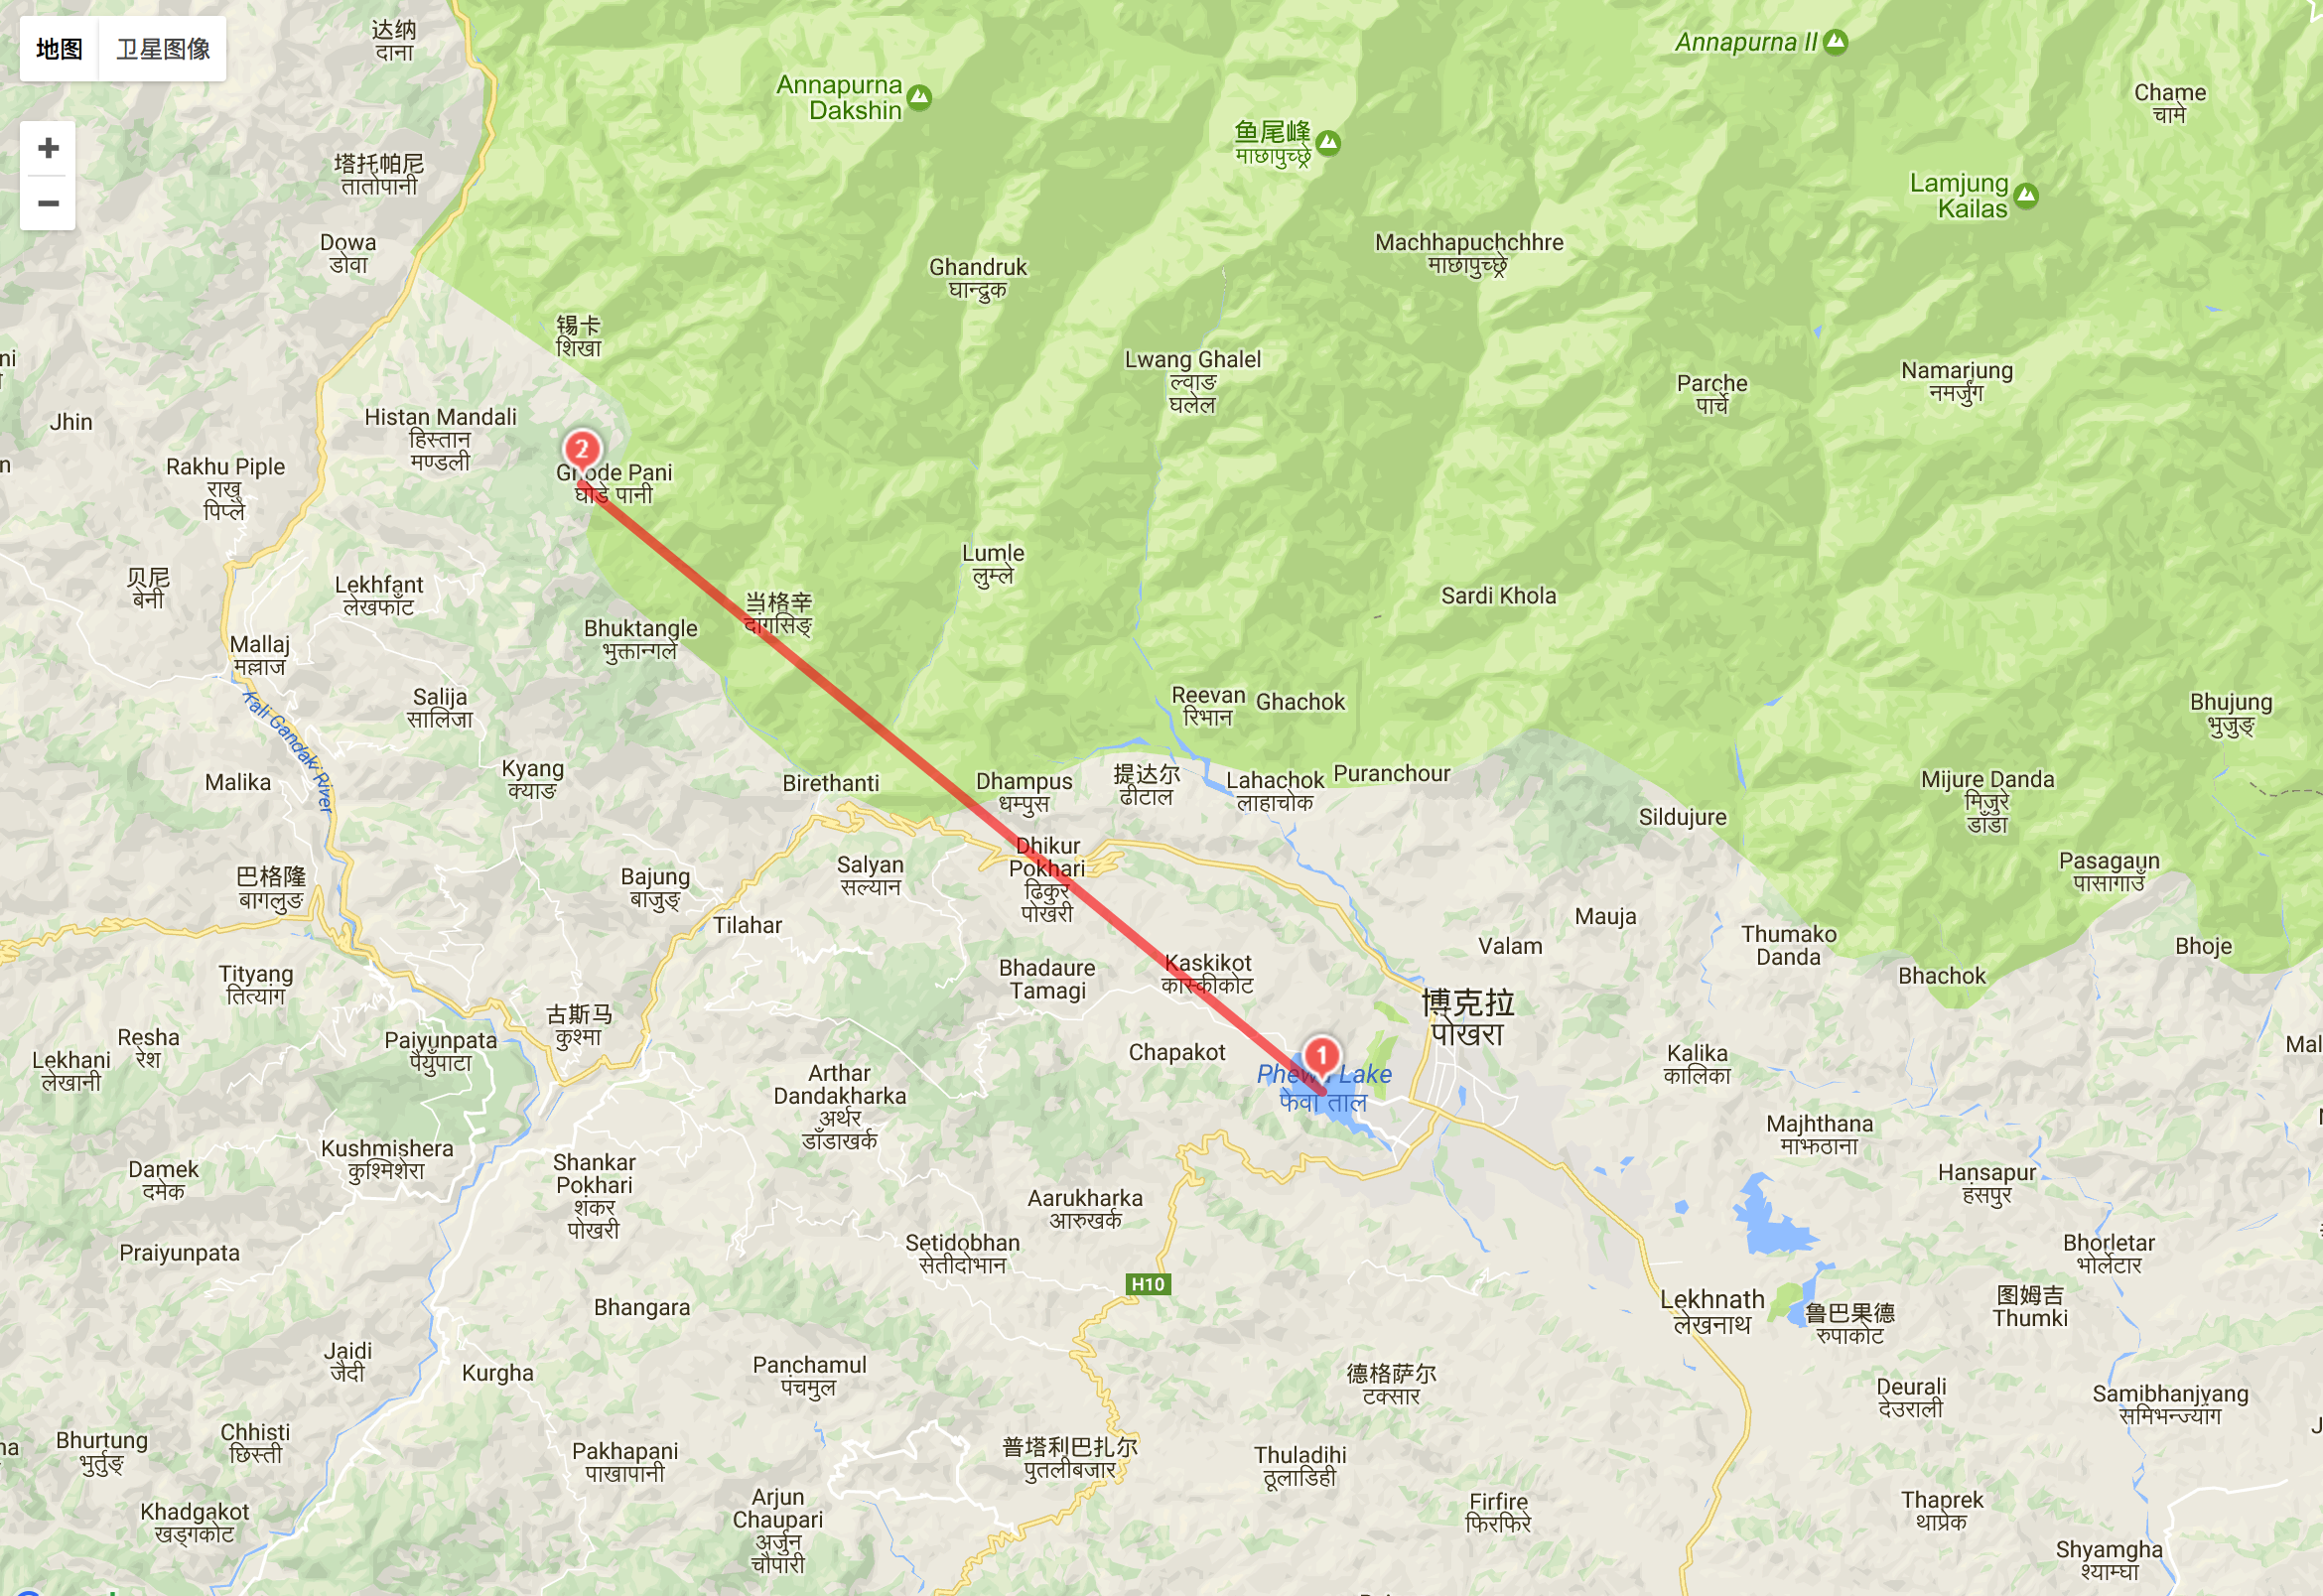 地图
卫星图像
+
−
达纳
दाना
Annapurna
Dakshin
Annapurna II
Chame
चामे
鱼尾峰
माछापुच्छ्रे
塔托帕尼
तातोपानी
Lamjung
Kailas
Dowa
डोवा
Ghandruk
घान्द्रुक
Machhapuchchhre
माछापुच्छ्रे
锡卡
शिखा
Lwang Ghalel
ल्वाङ
घलेल
Parche
पार्चे
Namarjung
नमर्जुंग
Jhin
Histan Mandali
हिस्तान
मण्डली
2
Rakhu Piple
राखु
पिप्ले
Ghode Pani
घोडे पानी
贝尼
बेनी
Lekhfant
लेखफाँट
Lumle
लुम्ले
当格辛
दांगसिङ्
Sardi Khola
Bhuktangle
भुक्तान्गले
Mallaj
मल्लाज
Salija
सालिजा
Kali Gandaki River
Reevan
रिभान
Ghachok
Bhujung
भुजुङ्
Malika
Kyang
क्याङ
Birethanti
Dhampus
धम्पुस
提达尔
ढीटाल
Lahachok
लाहाचोक
Puranchour
Mijure Danda
मिजुरे
डाँडा
Sildujure
巴格隆
बागलुङ
Bajung
बाजुङ्
Salyan
सल्यान
Dhikur
Pokhari
ढिकुर
पोखरी
Pasagaun
पासागाउँ
Tilahar
Mauja
Valam
Thumako
Danda
Bhoje
Tityang
तित्यांग
Bhadaure
Tamagi
Kaskikot
कास्कीकोट
Bhachok
博克拉
पोखरा
古斯马
कुश्मा
Resha
रेश
Lekhani
लेखानी
Paiyunpata
पैयुँपाटा
Chapakot
1
Phewa Lake
फेवा ताल
Kalika
कालिका
Arthar
Dandakharka
अर्थर
डाँडाखर्क
Majhthana
माझठाना
Kushmishera
कुश्मिशेरा
Damek
दमेक
Shankar
Pokhari
शंकर
पोखरी
Hansapur
हंसपुर
Aarukharka
आरुखर्क
Praiyunpata
Setidobhan
सेतीदोभान
Bhorletar
भोर्लेटार
H10
Bhangara
Lekhnath
लेखनाथ
鲁巴果德
रुपाकोट
图姆吉
Thumki
Jaidi
जैदी
Kurgha
Panchamul
पंचमुल
德格萨尔
टक्सार
Deurali
देउराली
Samibhanjyang
समिभन्ज्यांग
Chhisti
छिस्ती
Bhurtung
भुर्तुङ्
Pakhapani
पाखापानी
普塔利巴扎尔
पुतलीबजार
Thuladihi
ठूलाडिही
Khadgakot
खड्गकोट
Arjun
Chaupari
अर्जुन
चौपारी
Firfire
फिरफिरे
Thaprek
थाप्रेक
Shyamgha
श्याम्घा